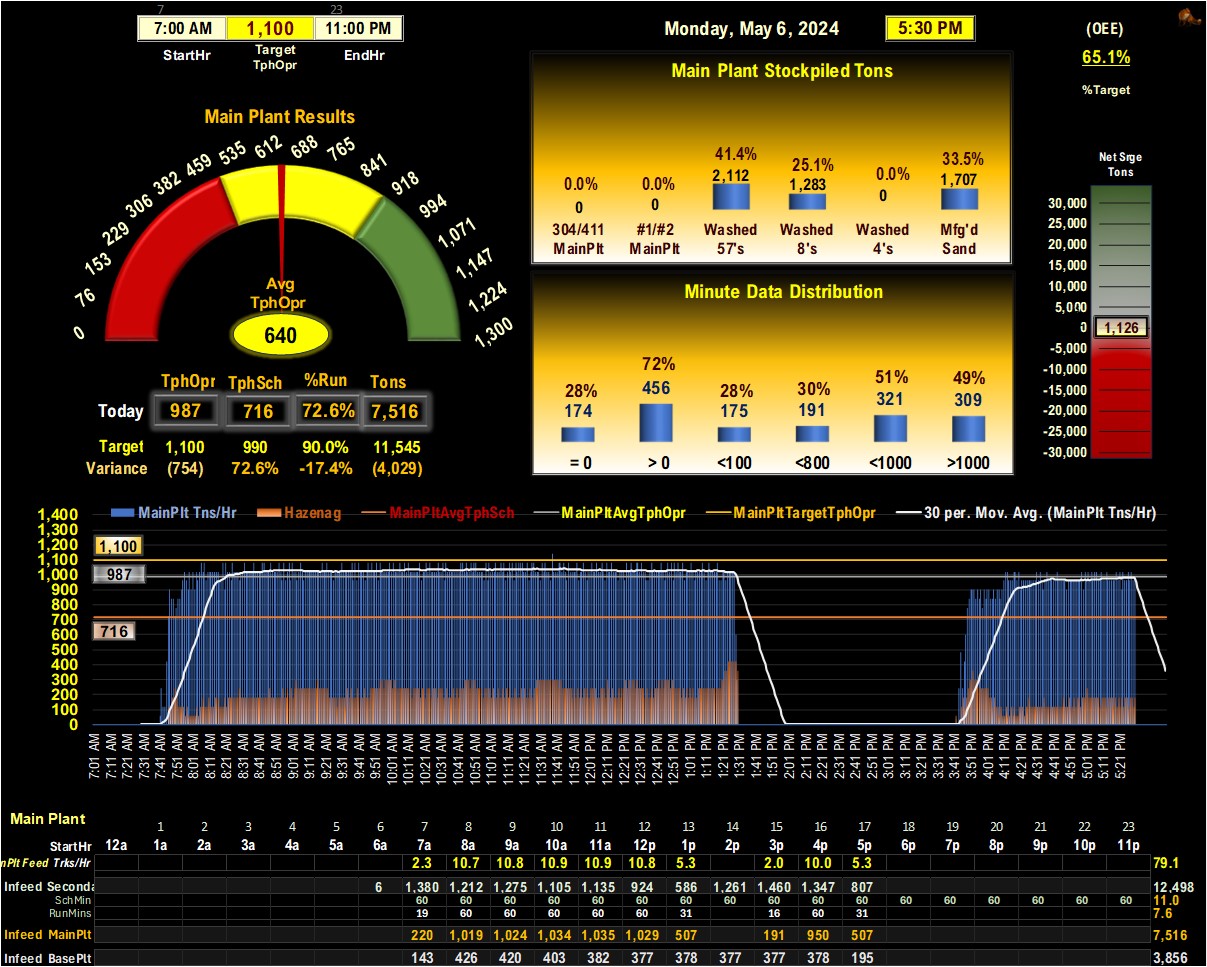 7 23
7:00 AM 1,100 11:00 PM
StartHr Target TphOpr EndHr
Monday, May 6, 2024 5:30 PM
(OEE)
65.1%
%Target
Main Plant Results
0 76 153 229 306 382 459 535 612 688 765 841 918 994 1,071 1,147 1,224 1,300
Avg
TphOpr
640
TphOpr TphSch %Run Tons
Today 987 716 72.6% 7,516
Target 1,100 990 90.0% 11,545
Variance (754) 72.6% -17.4% (4,029)
Main Plant Stockpiled Tons
0.0% 0.0% 41.4% 25.1% 0.0% 33.5%
0 0 2,112 1,283 0 1,707
304/411 #1/#2 Washed Washed Washed Mfg'd
MainPlt MainPlt 57's 8's 4's Sand
Minute Data Distribution
28% 72% 28% 30% 51% 49%
174 456 175 191 321 309
= 0 > 0 <100 <800 <1000 >1000
Net Srge
Tons
30,000
25,000
20,000
15,000
10,000
5,000
0 1,126
-5,000
-10,000
-15,000
-20,000
-25,000
-30,000
MainPlt Tns/Hr Hazenag MainPltAvgTphSch MainPltAvgTphOpr MainPltTargetTphOpr 30 per. Mov. Avg. (MainPlt Tns/Hr)
1,400
1,300
1,200
1,100
1,000
900
800
700
600
500
400
300
200
100
0
1,100
987
716
7:01 AM 7:11 AM 7:21 AM 7:31 AM 7:41 AM 7:51 AM 8:01 AM 8:11 AM 8:21 AM 8:31 AM 8:41 AM 8:51 AM 9:01 AM 9:11 AM 9:21 AM 9:31 AM 9:41 AM 9:51 AM 10:01 AM 10:11 AM 10:21 AM 10:31 AM 10:41 AM 10:51 AM 11:01 AM 11:11 AM 11:21 AM 11:31 AM 11:41 AM 11:51 AM 12:01 PM 12:11 PM 12:21 PM 12:31 PM 12:41 PM 12:51 PM 1:01 PM 1:11 PM 1:21 PM 1:31 PM 1:41 PM 1:51 PM 2:01 PM 2:11 PM 2:21 PM 2:31 PM 2:41 PM 2:51 PM 3:01 PM 3:11 PM 3:21 PM 3:31 PM 3:41 PM 3:51 PM 4:01 PM 4:11 PM 4:21 PM 4:31 PM 4:41 PM 4:51 PM 5:01 PM 5:11 PM 5:21 PM
Main Plant
1 2 3 4 5 6 7 8 9 10 11 12 13 14 15 16 17 18 19 20 21 22 23
StartHr 12a 1a 2a 3a 4a 5a 6a 7a 8a 9a 10a 11a 12p 1p 2p 3p 4p 5p 6p 7p 8p 9p 10p 11p
nPlt Feed Trks/Hr 2.3 10.7 10.8 10.9 10.9 10.8 5.3 2.0 10.0 5.3 79.1
Infeed Seconda 6 1,380 1,212 1,275 1,105 1,135 924 586 1,261 1,460 1,347 807 12,498
SchMin 60 60 60 60 60 60 60 60 60 60 60 60 60 60 60 60 60 11.0
RunMins 19 60 60 60 60 60 31 16 60 31 7.6
Infeed MainPlt 220 1,019 1,024 1,034 1,035 1,029 507 191 950 507 7,516
Infeed BasePlt 143 426 420 403 382 377 378 377 377 378 195 3,856